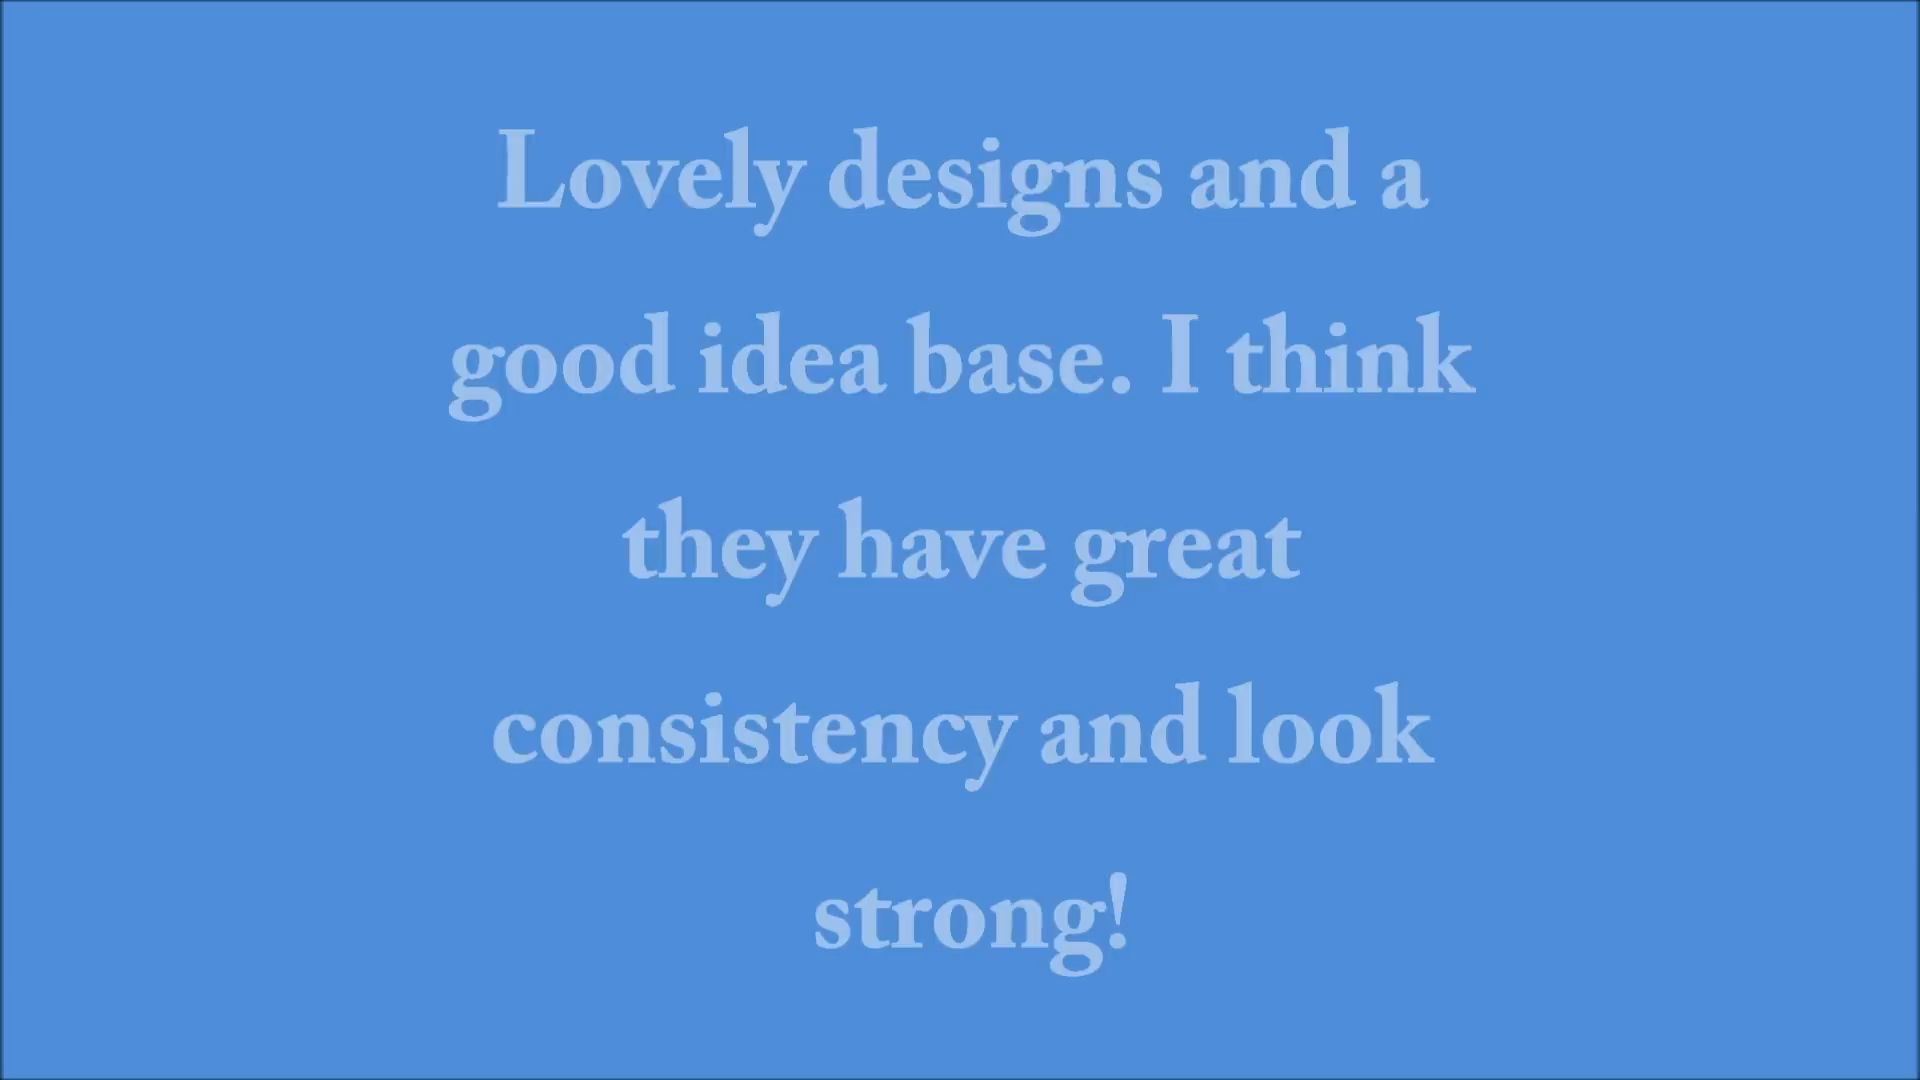 Lovely designs and a
good idea base. I think
they have great
consistency and look
strong!